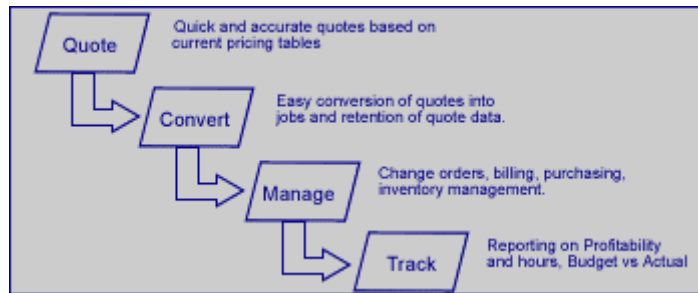 Quote
Quick and accurate quotes based on
current pricing tables
Convert
Easy conversion of quotes into
jobs and retention of quote data.
Manage
Change orders, billing, purchasing,
inventory management.
Track
Reporting on Profitability
and hours, Budget vs Actual